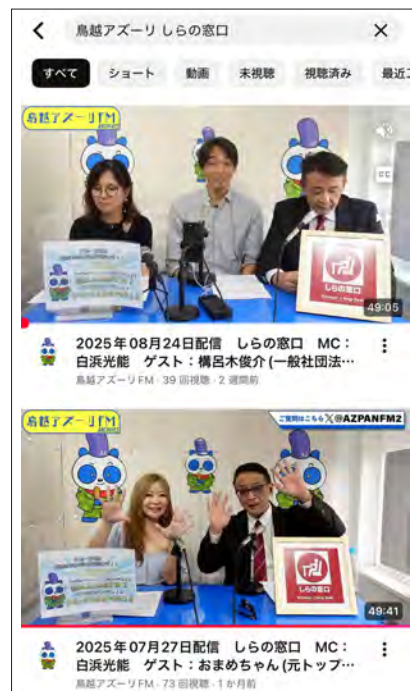 鳥越アズーリ しらの窓口
すべて
ショート
動画
未視聴
視聴済み
鳥越アズーリFM
しらの窓口
49:05
2025年08月24日配信 しらの窓口 MC：
白浜光能 ゲスト：構呂木俊介(一般社団法…
鳥越アズーリFM・39 回視聴・2 週間前
鳥越アズーリFM
ご質問はこちら X@AZPANFM2
しらの窓口
49:41
2025年07月27日配信 しらの窓口 MC：
白浜光能 ゲスト：おまめちゃん(元トップ…
鳥越アズーリFM・73 回視聴・1 か月前